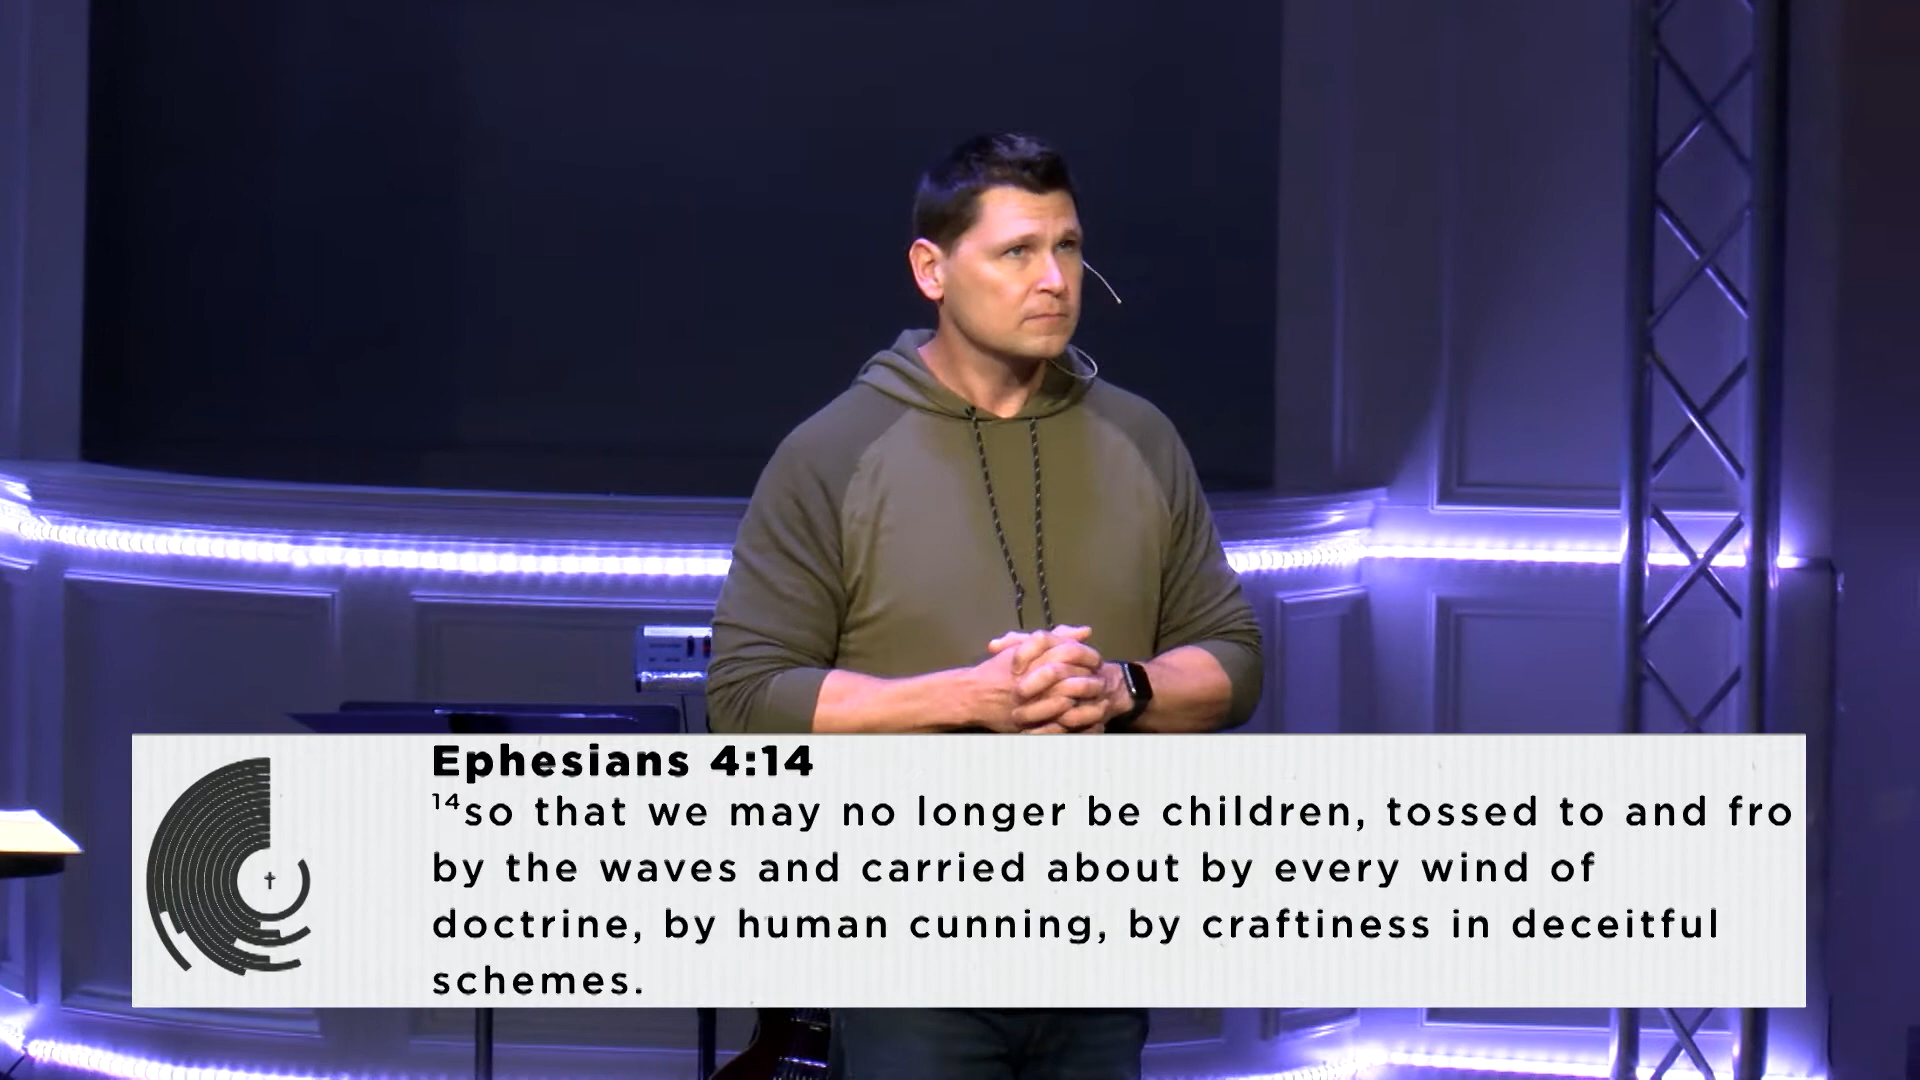 Ephesians 4:14
¹⁴so that we may no longer be children, tossed to and fro
by the waves and carried about by every wind of
doctrine, by human cunning, by craftiness in deceitful
schemes.